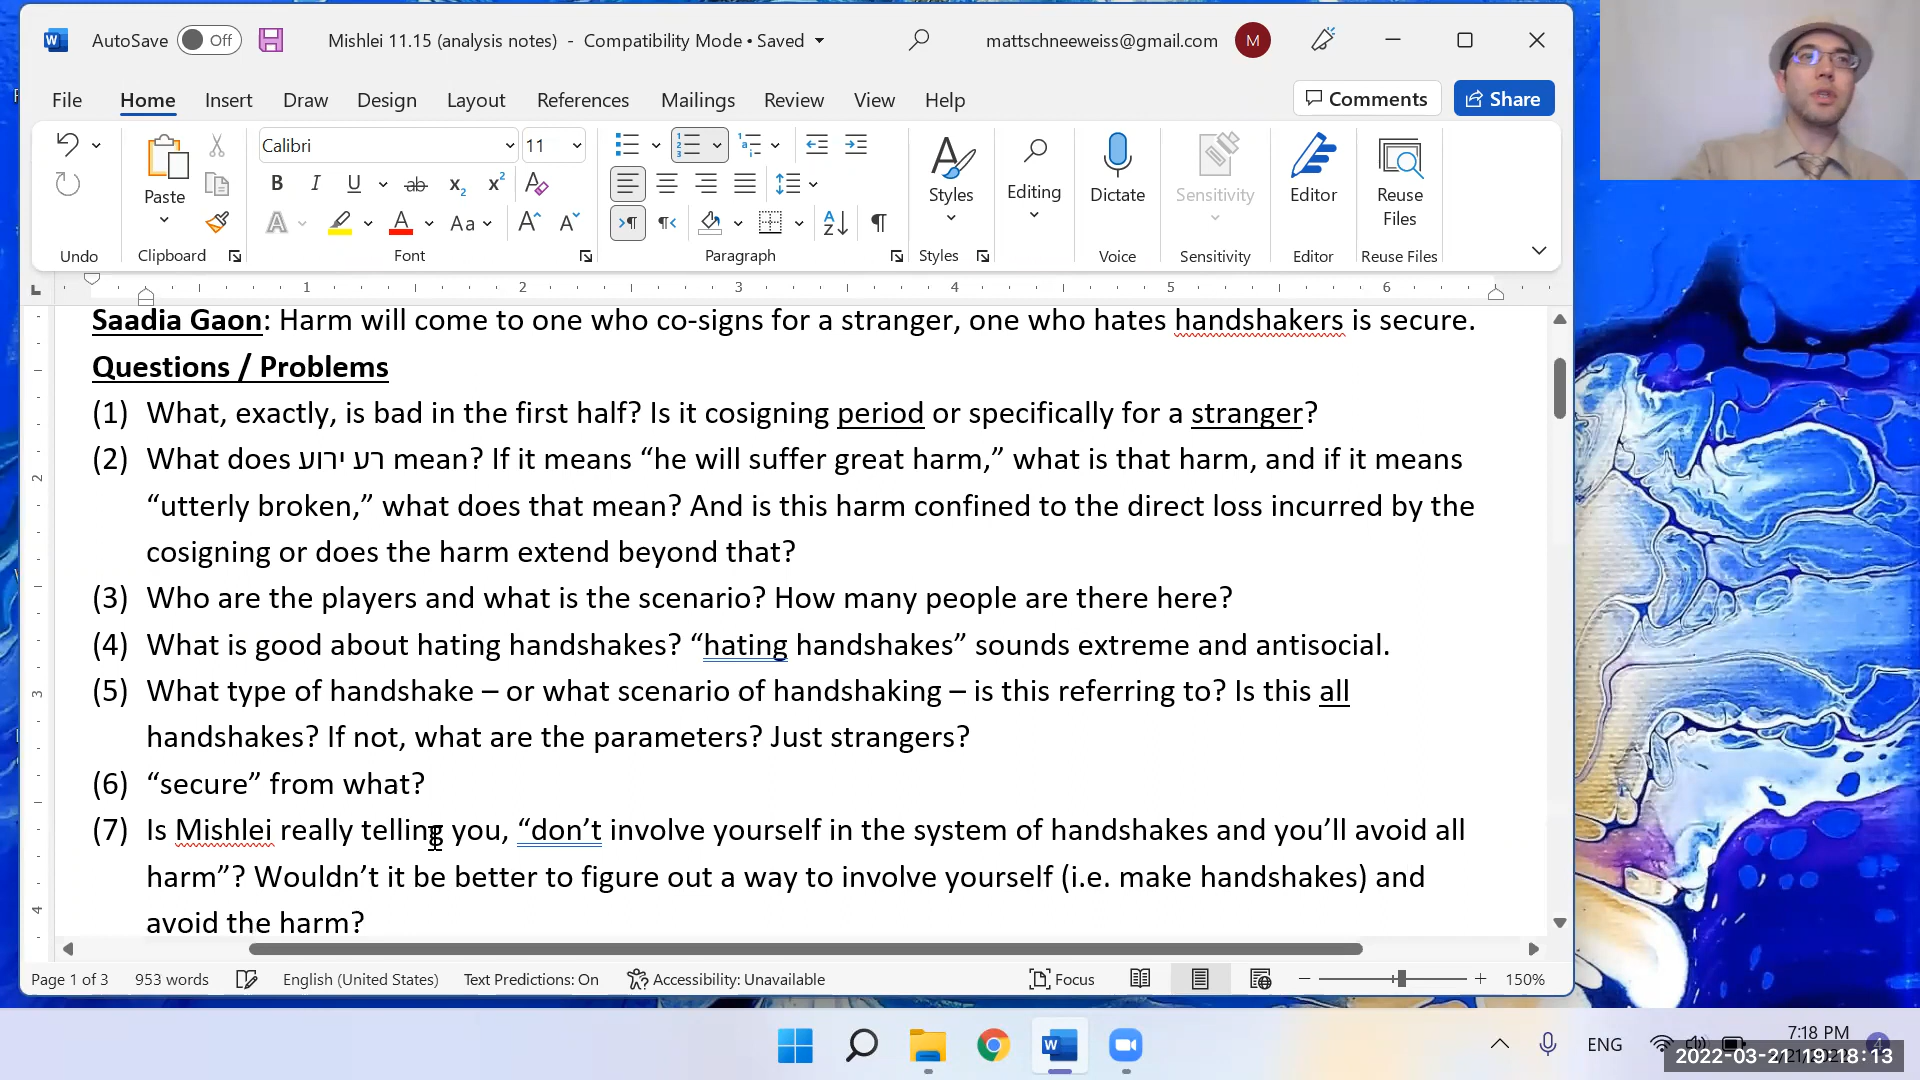 AutoSave Off Mishlei 11.15 (analysis notes) - Compatibility Mode • Saved mattschneeweiss@gmail.com M
File Home Insert Draw Design Layout References Mailings Review View Help Comments Share
Calibri 11
Paste Styles Editing Dictate Sensitivity Editor Reuse Files
Undo Clipboard Font Paragraph Styles Voice Sensitivity Editor Reuse Files
1 2 3 4 5 6
Saadia Gaon: Harm will come to one who co-signs for a stranger, one who hates handshakers is secure.
Questions / Problems
(1) What, exactly, is bad in the first half? Is it cosigning period or specifically for a stranger?
(2) What does רע ירוע mean? If it means “he will suffer great harm,” what is that harm, and if it means
“utterly broken,” what does that mean? And is this harm confined to the direct loss incurred by the
cosigning or does the harm extend beyond that?
(3) Who are the players and what is the scenario? How many people are there here?
(4) What is good about hating handshakes? “hating handshakes” sounds extreme and antisocial.
(5) What type of handshake – or what scenario of handshaking – is this referring to? Is this all
handshakes? If not, what are the parameters? Just strangers?
(6) “secure” from what?
(7) Is Mishlei really telling you, “don’t involve yourself in the system of handshakes and you’ll avoid all
harm”? Wouldn’t it be better to figure out a way to involve yourself (i.e. make handshakes) and
avoid the harm?
2
3
4
Page 1 of 3 953 words English (United States) Text Predictions: On Accessibility: Unavailable Focus 150%
ENG 7:18 PM
2022-03-21 19:18:13